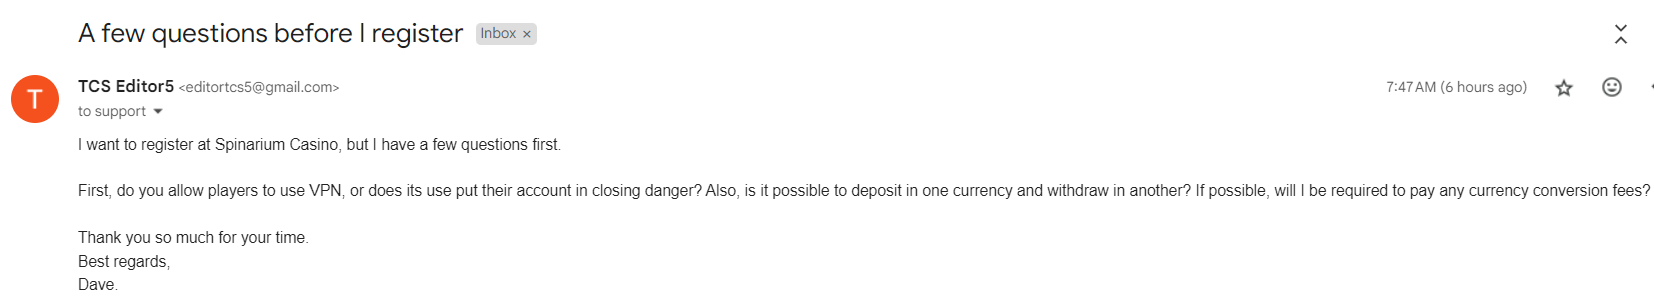 A few questions before I register Inbox ×
TCS Editor5 <editortcs5@gmail.com> 7:47 AM (6 hours ago)
to support
I want to register at Spinarium Casino, but I have a few questions first.
First, do you allow players to use VPN, or does its use put their account in closing danger? Also, is it possible to deposit in one currency and withdraw in another? If possible, will I be required to pay any currency conversion fees?
Thank you so much for your time.
Best regards,
Dave.
T